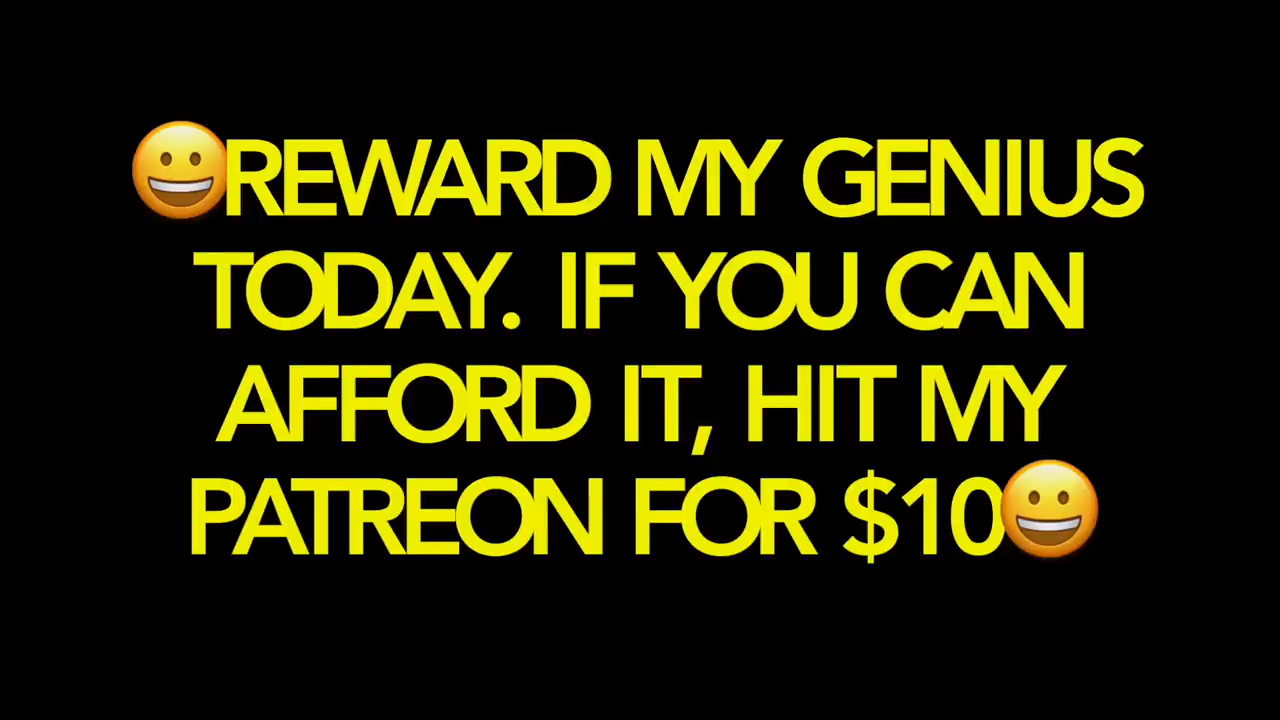 😀REWARD MY GENIUS
TODAY. IF YOU CAN
AFFORD IT, HIT MY
PATREON FOR $10😀